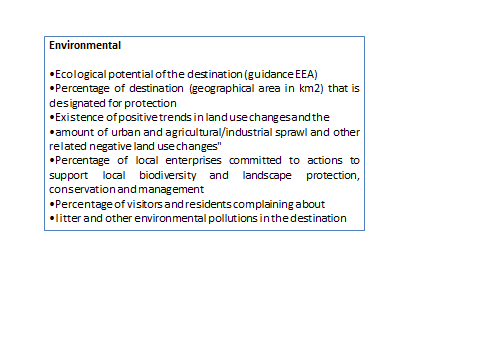 Environmental
•Ecological potential of the destination (guidance EEA)
•Percentage of destination (geographical area in km2) that is
designated for protection
•Existence of positive trends in land use changes and the
•amount of urban and agricultural/industrial sprawl and other
related negative land use changes"
•Percentage of local enterprises committed to actions to
support local biodiversity and landscape protection,
conservation and management
•Percentage of visitors and residents complaining about
•litter and other environmental pollutions in the destination